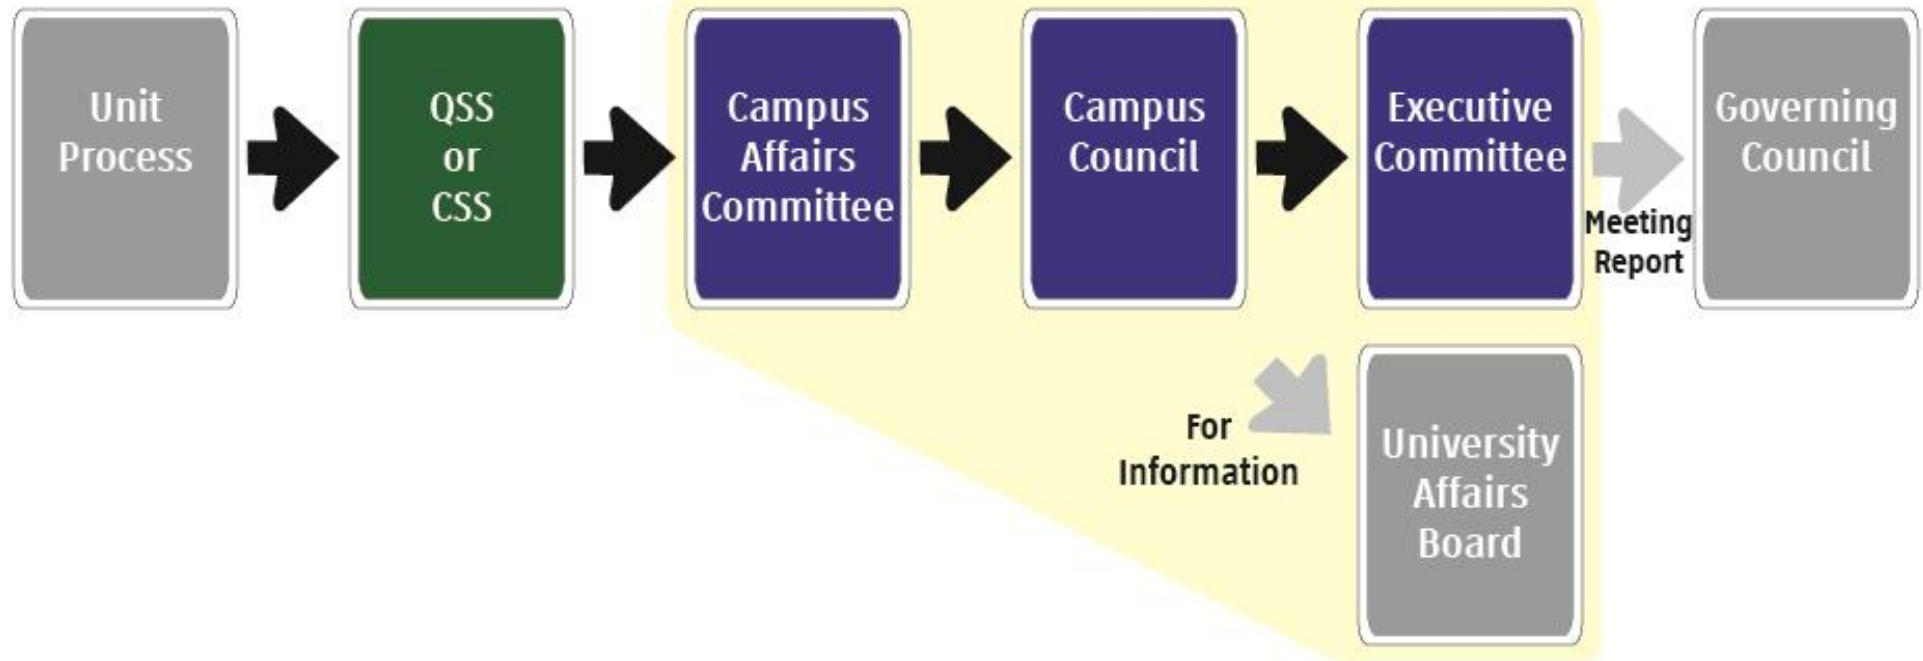 Unit
Process
QSS
or
CSS
Campus
Affairs
Committee
Campus
Council
Executive
Committee
Meeting
Report
Governing
Council
For
Information
University
Affairs
Board